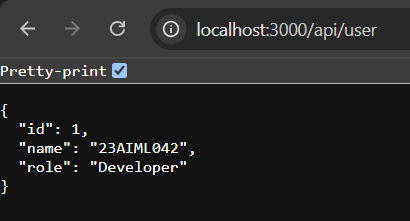 localhost:3000/api/user
Pretty-print
{
  "id": 1,
  "name": "23AIML042",
  "role": "Developer"
}